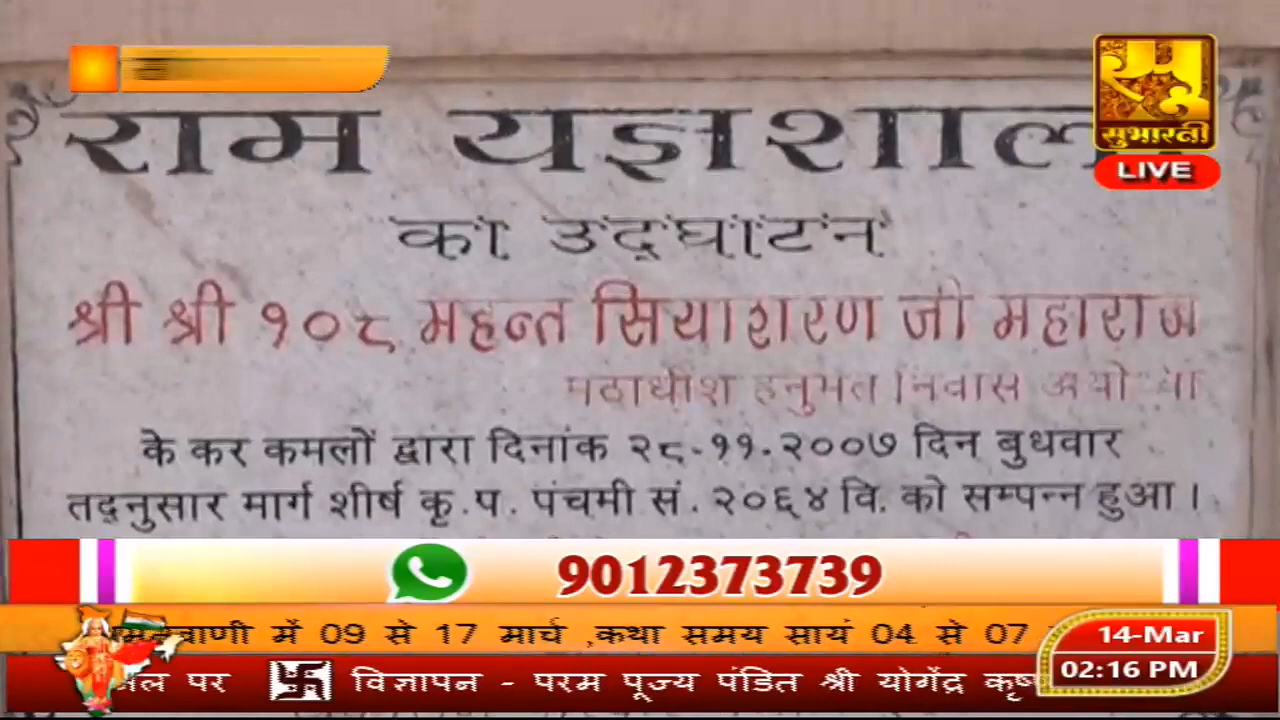 राम यज्ञशाल
सुभारती
LIVE
का उद्घाटन
श्री श्री १०८ महन्त सियाशरण जी महाराज
मठाधीश हनुमत निवास
के कर कमलों द्वारा दिनांक २८-११-२००७ दिन बुधवार
तद्नुसार मार्ग शीर्ष कृ.प. पंचमी सं. २०६४ वि. को सम्पन्न हुआ।
9012373739
में 09 से 17 मार्च ,कथा समय सायं 04 से 07
14-Mar
02:16 PM
पर 卐 विज्ञापन - परम पूज्य पंडित श्री योगेंद्र